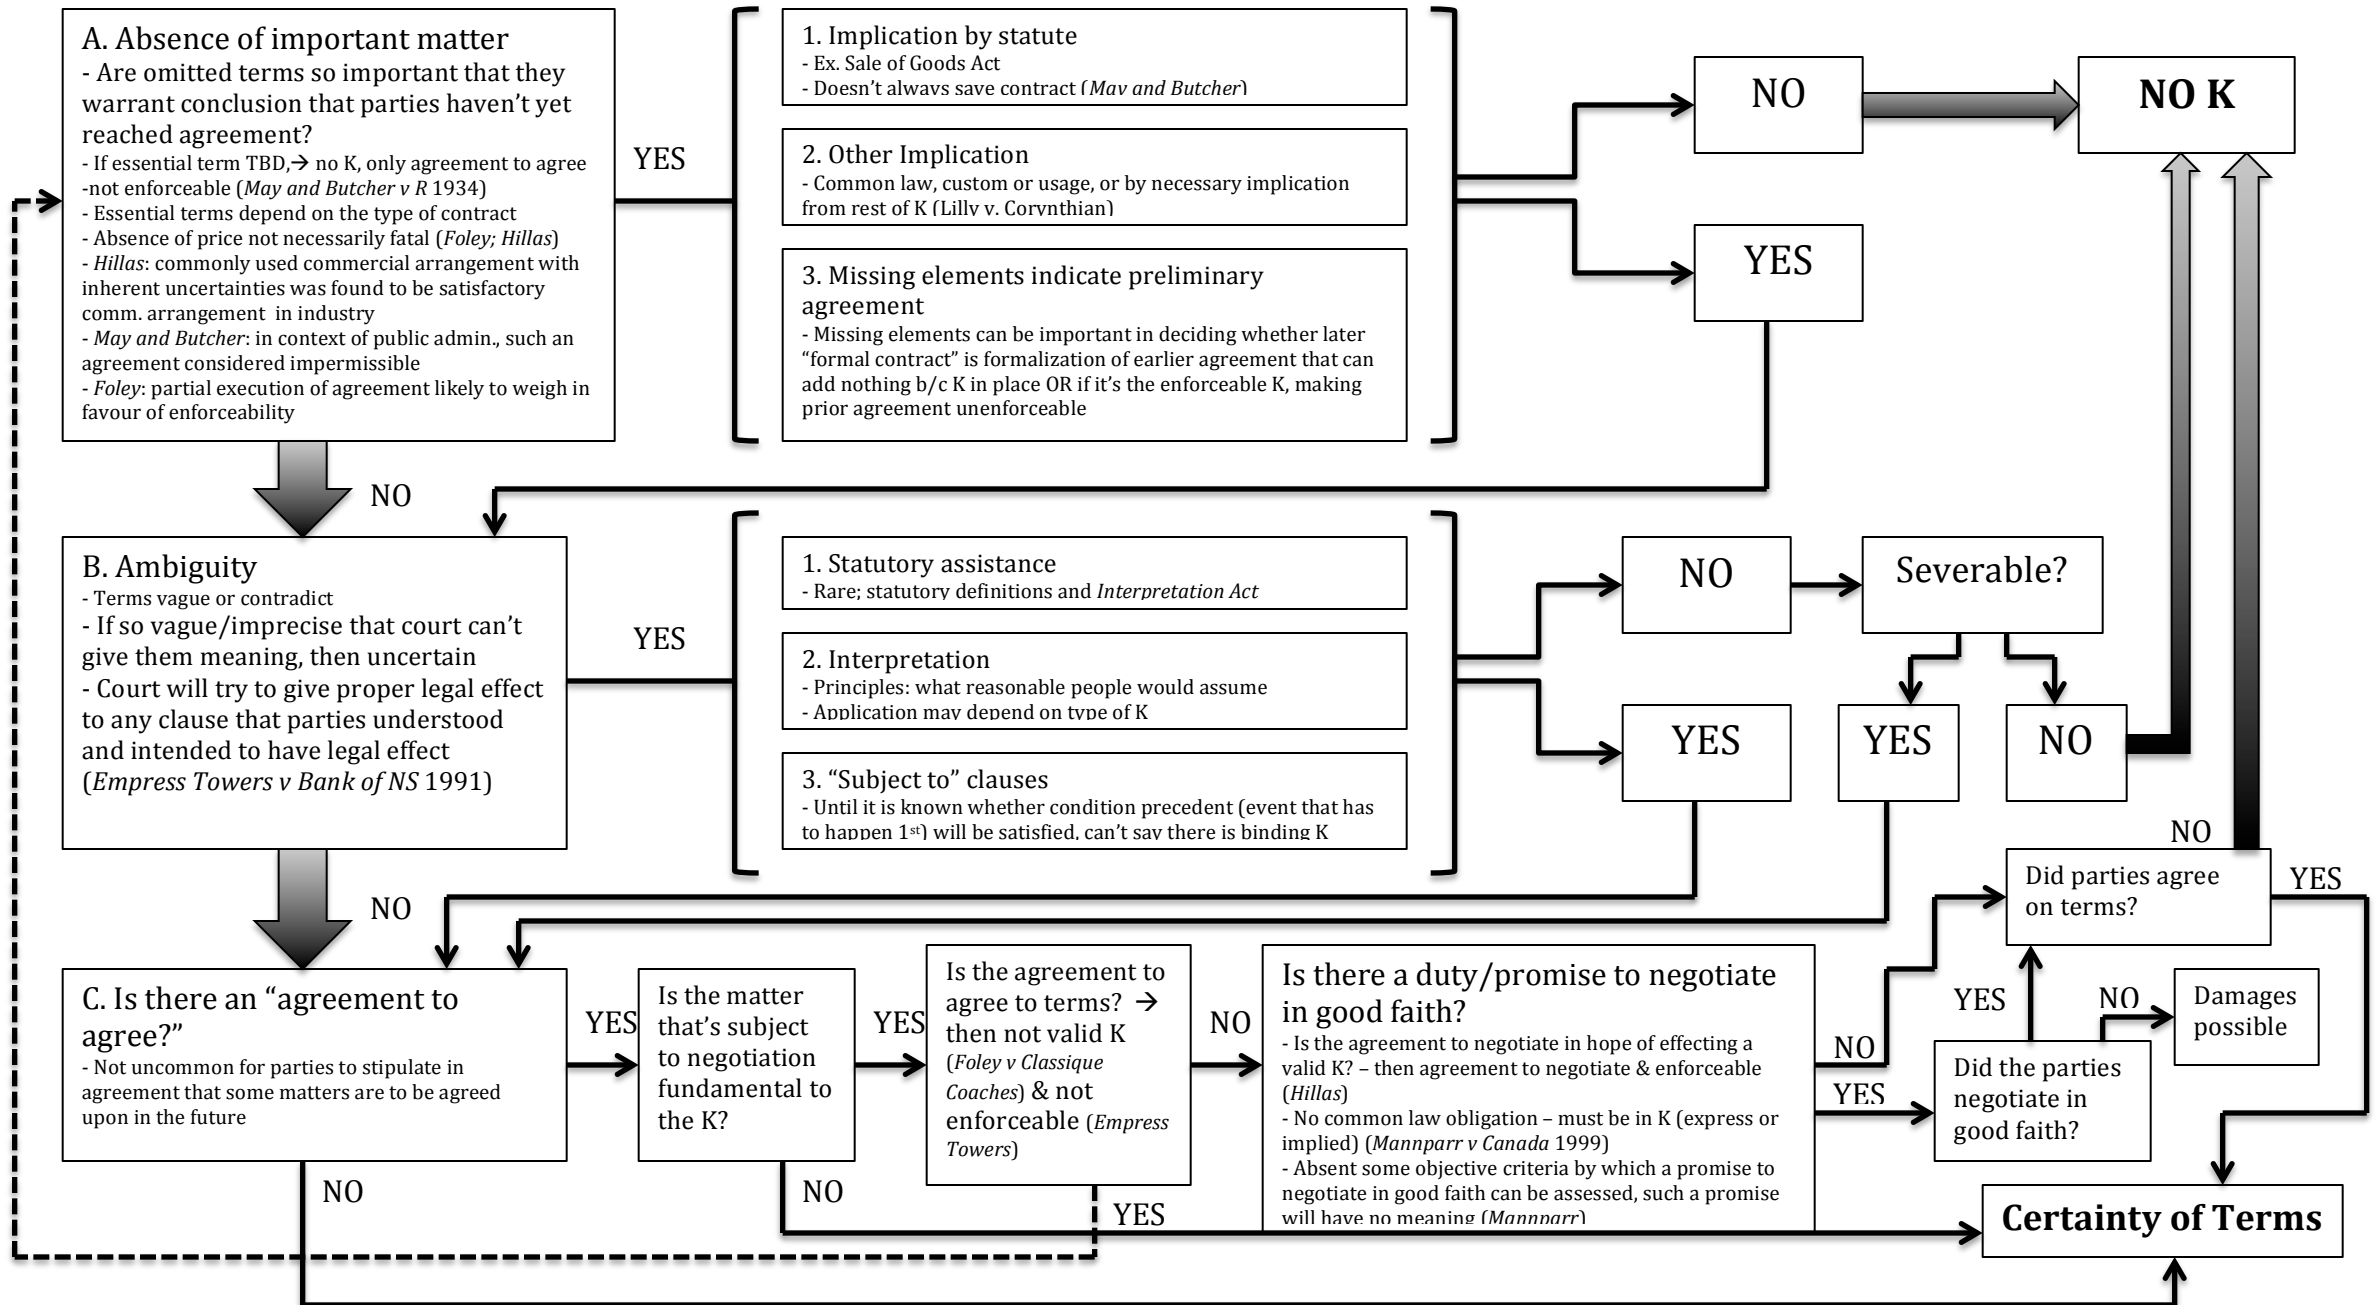 A. Absence of important matter
- Are omitted terms so important that they
warrant conclusion that parties haven’t yet
reached agreement?
- If essential term TBD,→ no K, only agreement to agree
-not enforceable (May and Butcher v R 1934)
- Essential terms depend on the type of contract
- Absence of price not necessarily fatal (Foley; Hillas)
- Hillas: commonly used commercial arrangement with
inherent uncertainties was found to be satisfactory
comm. arrangement in industry
- May and Butcher: in context of public admin., such an
agreement considered impermissible
- Foley: partial execution of agreement likely to weigh in
favour of enforceability
YES
1. Implication by statute
- Ex. Sale of Goods Act
- Doesn’t always save contract (May and Butcher)
2. Other Implication
- Common law, custom or usage, or by necessary implication
from rest of K (Lilly v. Corynthian)
3. Missing elements indicate preliminary
agreement
- Missing elements can be important in deciding whether later
“formal contract” is formalization of earlier agreement that can
add nothing b/c K in place OR if it’s the enforceable K, making
prior agreement unenforceable
NO
NO K
YES
NO
B. Ambiguity
- Terms vague or contradict
- If so vague/imprecise that court can’t
give them meaning, then uncertain
- Court will try to give proper legal effect
to any clause that parties understood
and intended to have legal effect
(Empress Towers v Bank of NS 1991)
YES
1. Statutory assistance
- Rare; statutory definitions and Interpretation Act
2. Interpretation
- Principles: what reasonable people would assume
- Application may depend on type of K
3. “Subject to” clauses
- Until it is known whether condition precedent (event that has
to happen 1st) will be satisfied, can’t say there is binding K
NO
Severable?
YES
YES
NO
NO
C. Is there an “agreement to
agree?”
- Not uncommon for parties to stipulate in
agreement that some matters are to be agreed
upon in the future
YES
Is the matter
that’s subject
to negotiation
fundamental to
the K?
YES
Is the agreement to
agree to terms? →
then not valid K
(Foley v Classique
Coaches) & not
enforceable (Empress
Towers)
NO
Is there a duty/promise to negotiate
in good faith?
- Is the agreement to negotiate in hope of effecting a
valid K? – then agreement to negotiate & enforceable
(Hillas)
- No common law obligation – must be in K (express or
implied) (Mannparr v Canada 1999)
- Absent some objective criteria by which a promise to
negotiate in good faith can be assessed, such a promise
will have no meaning (Mannparr)
NO
YES
Did parties agree
on terms?
NO
YES
YES
NO
Damages
possible
Did the parties
negotiate in
good faith?
NO
NO
YES
Certainty of Terms